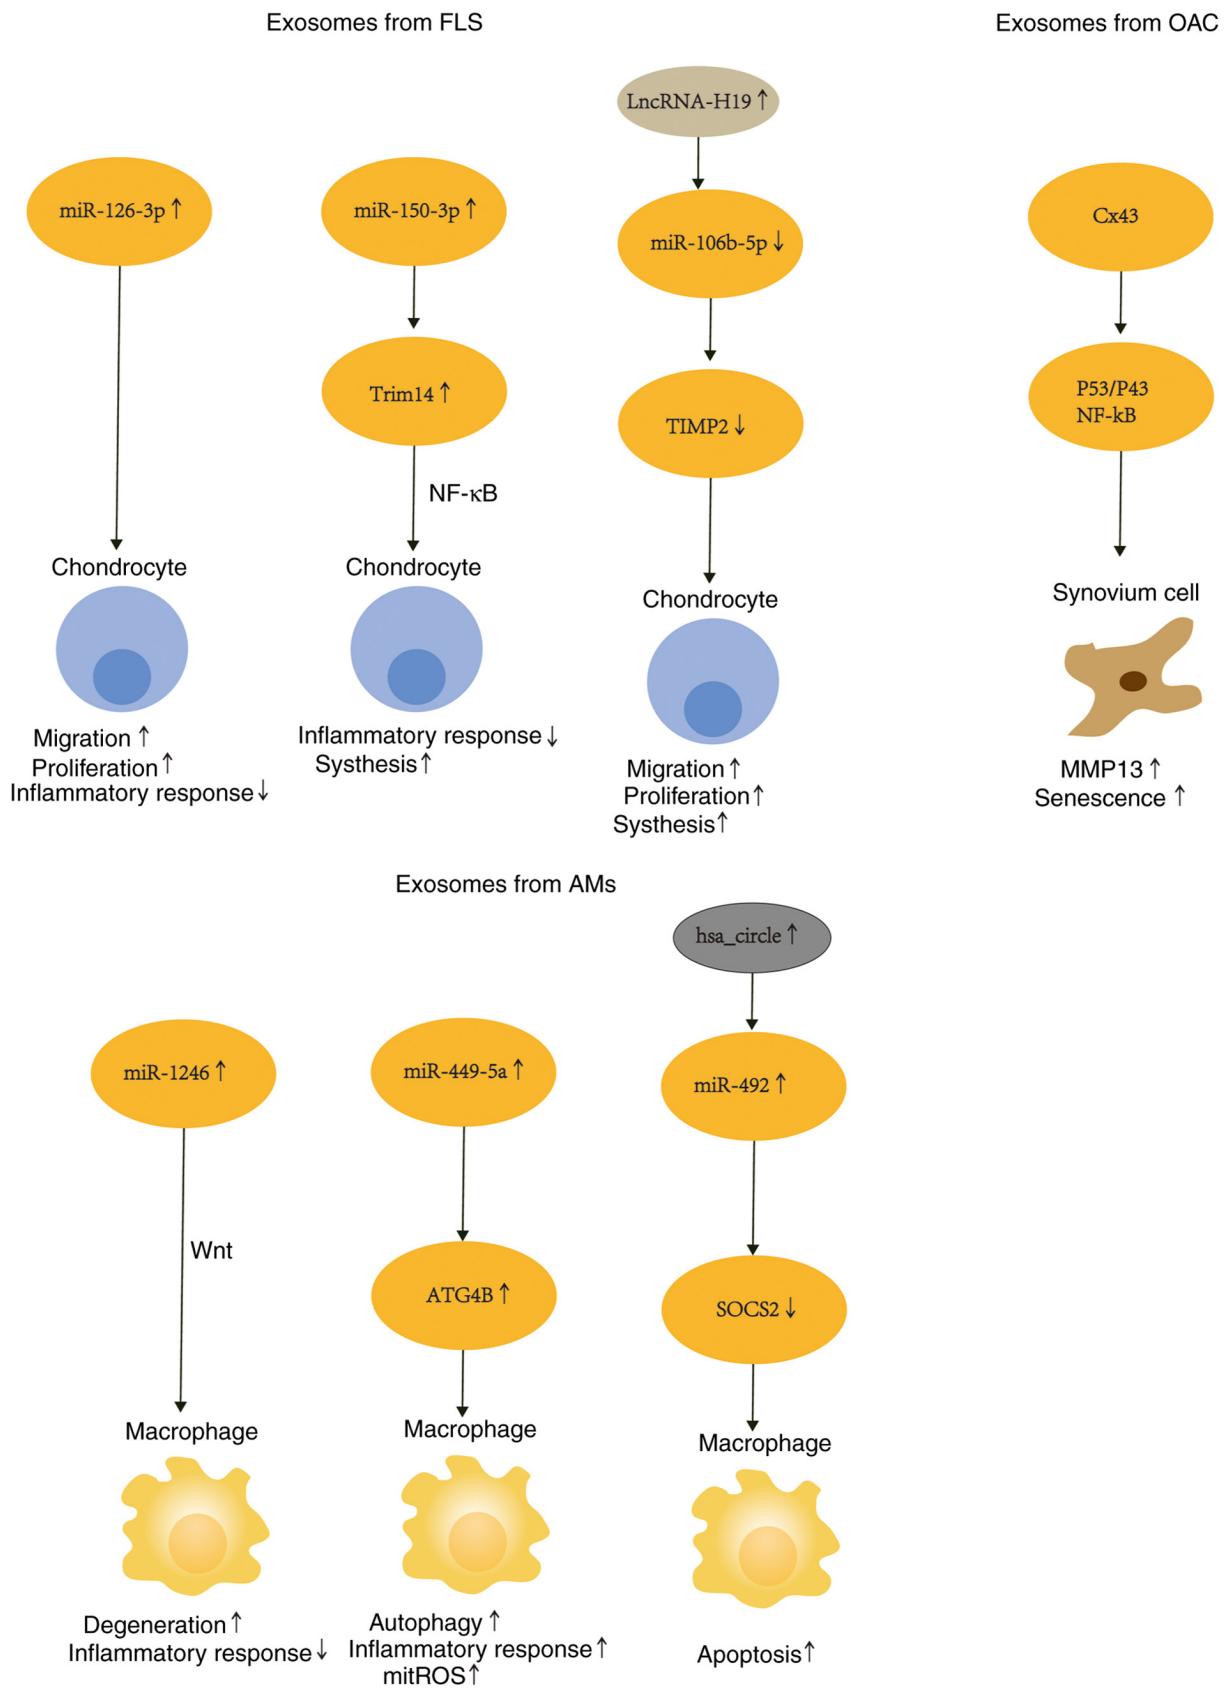 Exosomes from FLS
Exosomes from OAC
LncRNA-H19 ↑
miR-126-3p ↑
miR-150-3p ↑
miR-106b-5p ↓
Cx43
Trim14 ↑
TIMP2 ↓
P53/P43
NF-kB
NF-κB
Chondrocyte
Chondrocyte
Chondrocyte
Synovium cell
Migration ↑
Proliferation ↑
Inflammatory response ↓
Inflammatory response ↓
Systhesis ↑
Migration ↑
Proliferation ↑
Systhesis ↑
MMP13 ↑
Senescence ↑
Exosomes from AMs
hsa_circle ↑
miR-1246 ↑
miR-449-5a ↑
miR-492 ↑
Wnt
ATG4B ↑
SOCS2 ↓
Macrophage
Macrophage
Macrophage
Degeneration ↑
Inflammatory response ↓
Autophagy ↑
Inflammatory response ↑
mitROS ↑
Apoptosis ↑